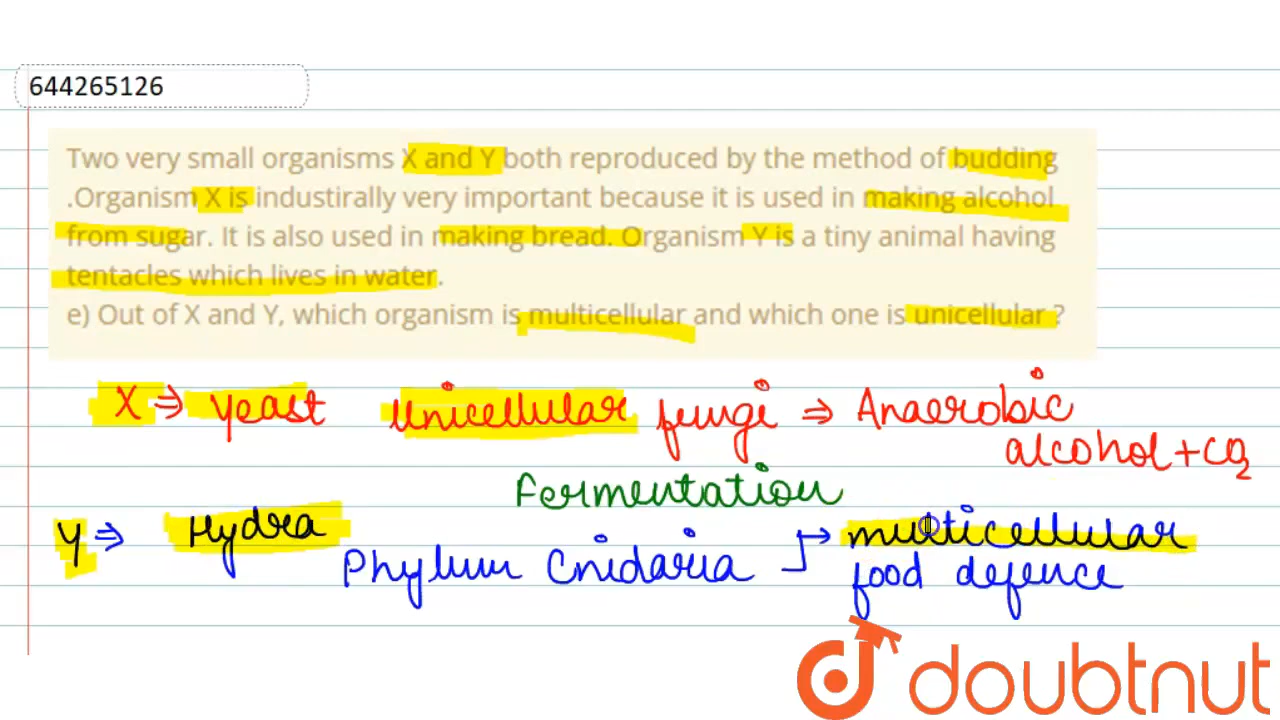 644265126
Two very small organisms X and Y both reproduced by the method of budding
.Organism X is industirally very important because it is used in making alcohol
from sugar. It is also used in making bread. Organism Y is a tiny animal having
tentacles which lives in water.
e) Out of X and Y, which organism is multicellular and which one is unicellular ?
X ⇒ yeast unicellular fungi ⇒ Anaerobic
alcohol + CO2
Fermentation
Y ⇒ Hydra
Phylum Cnidaria → multicellular
food defence
doubtnut